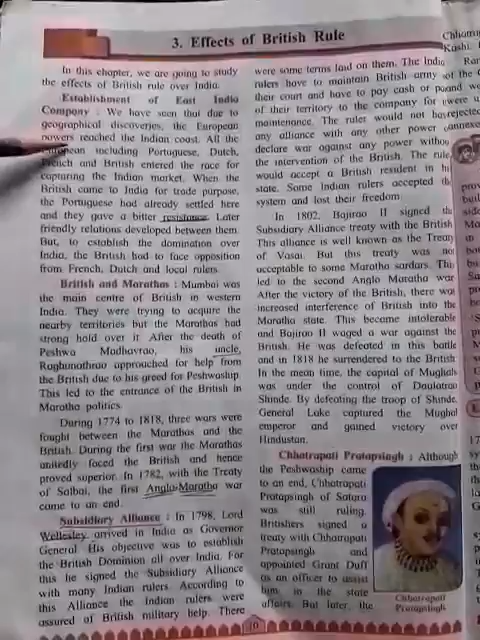 3. Effects of British Rule
In this chapter, we are going to study
the effects of British rule over India.
Establishment of East India
Company : We have seen that due to
geographical discoveries, the European
powers reached the Indian coast. All the
European including Portuguese, Dutch,
French and British entered the race for
capturing the Indian market. When the
British came to India for trade purpose,
the Portuguese had already settled here
and they gave a bitter resistance. Later
friendly relations developed between them.
But, to establish the domination over
India, the British had to face opposition
from French, Dutch and local rulers.
British and Marathas : Mumbai was
the main centre of British in western
India. They were trying to acquire the
nearby territories but the Marathas had
strong hold over it. After the death of
Peshwa Madhavrao, his uncle,
Raghunathrao approached for help from
the British due to his greed for Peshwaship.
This led to the entrance of the British in
Maratha politics.
During 1774 to 1818, three wars were
fought between the Marathas and the
British. During the first war the Marathas
unitedly faced the British and hence
proved superior. In 1782, with the Treaty
of Salbai, the first Anglo-Maratha war
came to an end.
Subsidiary Alliance : In 1798, Lord
Wellesley arrived in India as Governor
General. His objective was to establish
the British Dominion all over India. For
this he signed the Subsidiary Alliance
with many Indian rulers. According to
this Alliance the Indian rulers were
assured of British military help. There
were some terms laid on them. The India
rulers have to maintain British army
their court and have to pay cash or
of their territory to the company for
maintenance. The ruler would not
any alliance with any other power
declare war against any power
the intervention of the British. The
would accept a British resident in
state. Some Indian rulers accepted
system and lost their freedom.
In 1802, Bajirao II signed the
Subsidiary Alliance treaty with the British
This alliance is well known as the Treaty
of Vasai. But this treaty was not
acceptable to some Maratha sardars. This
led to the second Anglo Maratha war
After the victory of the British, there was
increased interference of British into the
Maratha state. This became intolerable
and Bajirao II waged a war against the
British. He was defeated in this battle
and in 1818 he surrendered to the British
In the mean time, the capital of Mughals
was under the control of Daulatrao
Shinde. By defeating the troop of Shinde,
General Lake captured the Mughal
emperor and gained victory over
Hindustan.
Chhatrapati Pratapsingh : Although
the Peshwaship came
to an end, Chhatrapati
Pratapsingh of Satara
was still ruling.
Britishers signed a
treaty with Chhatrapati
Pratapsingh and
appointed Grant Duff
as an officer to assist
him in the state
affairs. But later, the
Chhatrapati
Pratapsingh
10